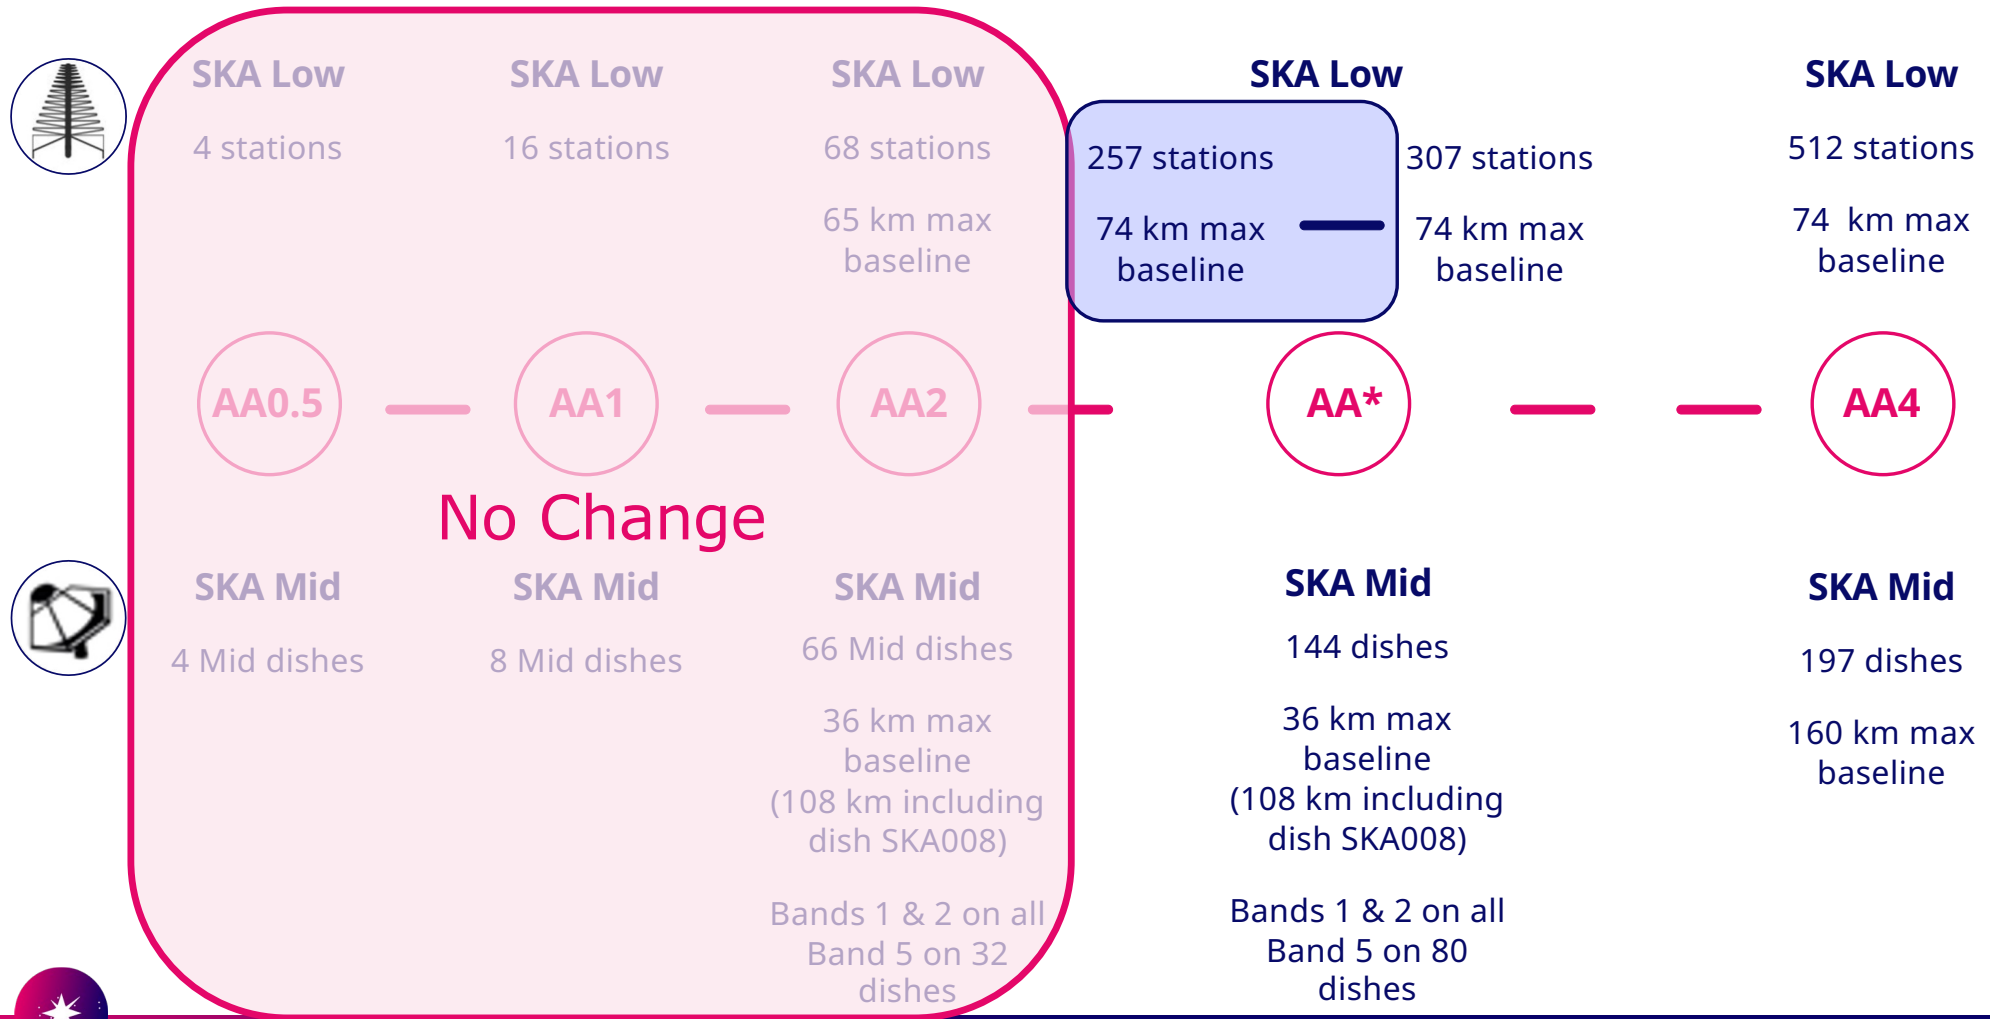 SKA Low
4 stations
SKA Low
16 stations
SKA Low
68 stations
65 km max
baseline
SKA Low
257 stations
74 km max
baseline
307 stations
74 km max
baseline
SKA Low
512 stations
74  km max
baseline
AA0.5
AA1
AA2
AA*
AA4
No Change
SKA Mid
4 Mid dishes
SKA Mid
8 Mid dishes
SKA Mid
66 Mid dishes
36 km max
baseline
(108 km including
dish SKA008)
Bands 1 & 2 on all
Band 5 on 32
dishes
SKA Mid
144 dishes
36 km max
baseline
(108 km including
dish SKA008)
Bands 1 & 2 on all
Band 5 on 80
dishes
SKA Mid
197 dishes
160 km max
baseline